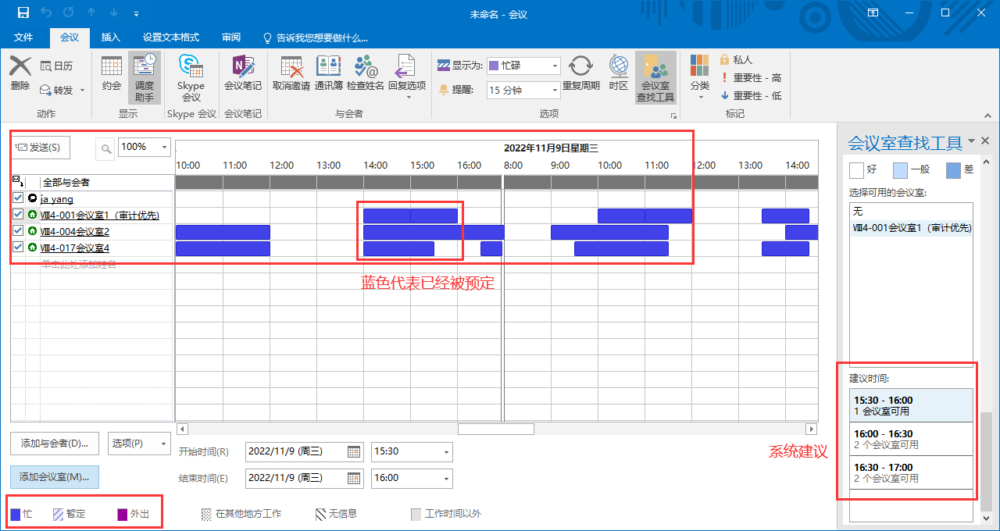 未命名 - 会议
文件 会议 插入 设置文本格式 审阅 告诉我您想要做什么...
删除 日历 转发 动作
约会 调度助手 显示
Skype 会议 Skype 会议
会议笔记 会议笔记
取消邀请 通讯簿 检查姓名 回复选项 与会者
显示为: 忙碌
提醒: 15 分钟
重复周期 时区 会议室查找工具 选项
分类 私人
重要性 - 高
重要性 - 低
标记
发送(S) 100%
2022年11月9日星期三
10:00 11:00 12:00 13:00 14:00 15:00 16:00 8:00 9:00 10:00 11:00 12:00 13:00 14:00
全部与会者
ja yang
Ⅷ4-001会议室1（审计优先)
Ⅷ4-004会议室2
Ⅷ4-017会议室4
单击此处添加姓名
蓝色代表已经被预定
会议室查找工具
好 一般 差
选择可用的会议室:
无
Ⅷ4-001会议室1（审计优先)
建议时间:
15:30 - 16:00
1 会议室可用
16:00 - 16:30
2 个会议室可用
16:30 - 17:00
2 个会议室可用
系统建议
添加与会者(D)... 选项(P)
添加会议室(M)...
开始时间(R) 2022/11/9 (周三) 15:30
结束时间(E) 2022/11/9 (周三) 16:00
忙 暂定 外出 在其他地方工作 无信息 工作时间以外